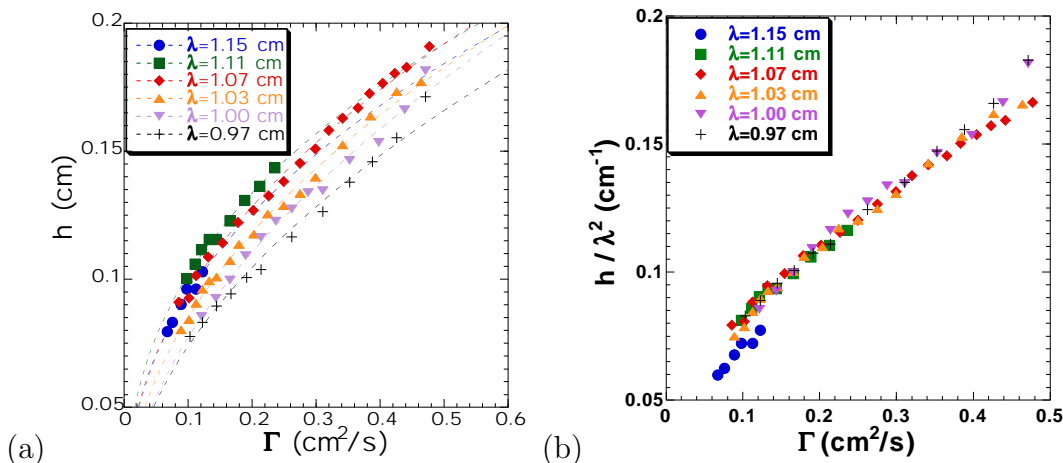 0.2
0.15
0.1
0.05
h (cm)
λ=1.15 cm
λ=1.11 cm
λ=1.07 cm
λ=1.03 cm
λ=1.00 cm
λ=0.97 cm
0 0.1 0.2 0.3 0.4 0.5 0.6
(a)
Γ (cm²/s)
0.2
0.15
0.1
0.05
h / λ² (cm⁻¹)
λ=1.15 cm
λ=1.11 cm
λ=1.07 cm
λ=1.03 cm
λ=1.00 cm
λ=0.97 cm
0 0.1 0.2 0.3 0.4 0.5
(b)
Γ (cm²/s)